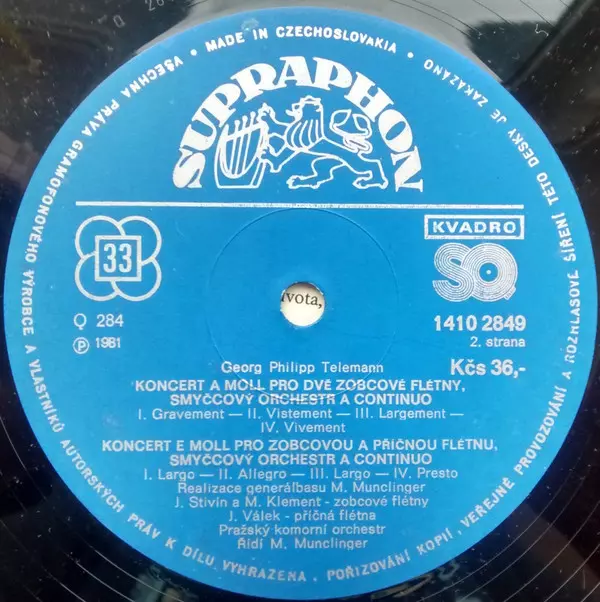 VŠECHNA PRÁVA GRAMOFONOVÉHO VÝROBCE A VLASTNÍKŮ AUTORSKÝCH PRÁV K DÍLU VYHRAZENA . POŘIZOVÁNÍ KOPIÍ, VEŘEJNÉ PROVOZOVÁNÍ A ROZHLASOVÉ ŠÍŘENÍ TÉTO DESKY JE ZAKÁZÁNO
• MADE IN CZECHOSLOVAKIA •
SUPRAPHON
33
KVADRO
SQ
ivota,
Q 284
1410 2849
Ⓟ 1981
2. strana
Georg Philipp Telemann
Kčs 36,-
KONCERT A MOLL PRO DVĚ ZOBCOVÉ FLÉTNY,
SMYČCOVÝ ORCHESTR A CONTINUO
I. Gravement — II. Vistement — III. Largement —
IV. Vivement
KONCERT E MOLL PRO ZOBCOVOU A PŘÍČNOU FLÉTNU,
SMYČCOVÝ ORCHESTR A CONTINUO
I. Largo — II. Allegro — III. Largo — IV. Presto
Realizace generálbasu M. Munclinger
J. Stivín a M. Klement - zobcové flétny
J. Válek - příčná flétna
Pražský komorní orchestr
Řídí M. Munclinger